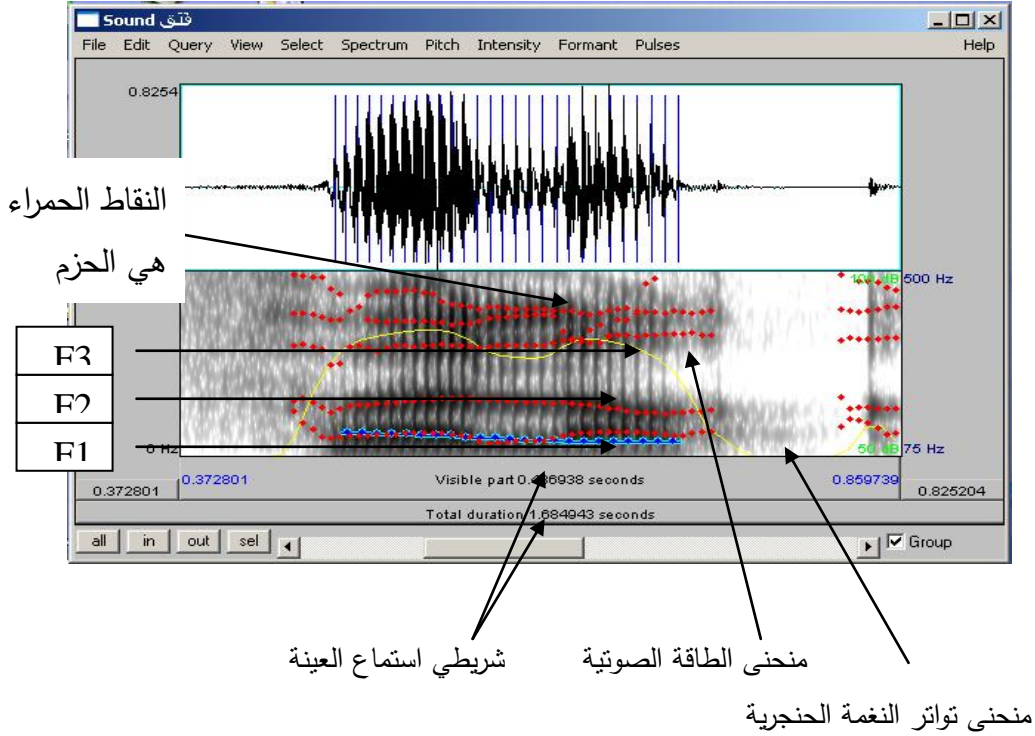 Sound فتق
File Edit Query View Select Spectrum Pitch Intensity Formant Pulses Help
0.8254
النقاط الحمراء
هي الحزم
100 dB 500 Hz
F3
F2
F1
0 Hz 50 dB 75 Hz
0.372801 0.372801 Visible part 0.486938 seconds 0.859739 0.825204
Total duration 1.684943 seconds
all in out sel Group
شريطي استماع العينة منحنى الطاقة الصوتية
منحنى تواتر النغمة الحنجرية